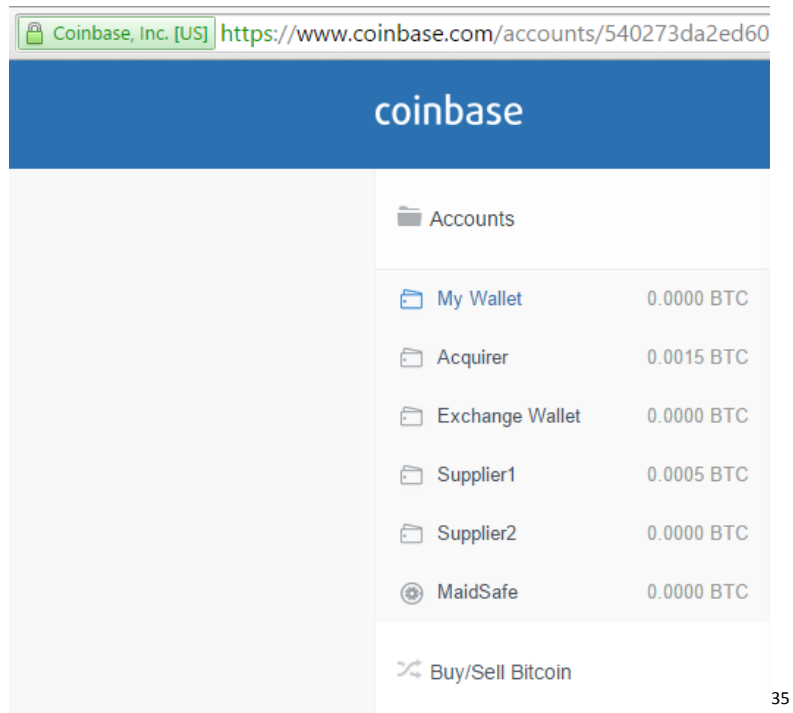 Coinbase, Inc. [US] https://www.coinbase.com/accounts/540273da2ed60
coinbase
Accounts
My Wallet 0.0000 BTC
Acquirer 0.0015 BTC
Exchange Wallet 0.0000 BTC
Supplier1 0.0005 BTC
Supplier2 0.0000 BTC
MaidSafe 0.0000 BTC
Buy/Sell Bitcoin
35